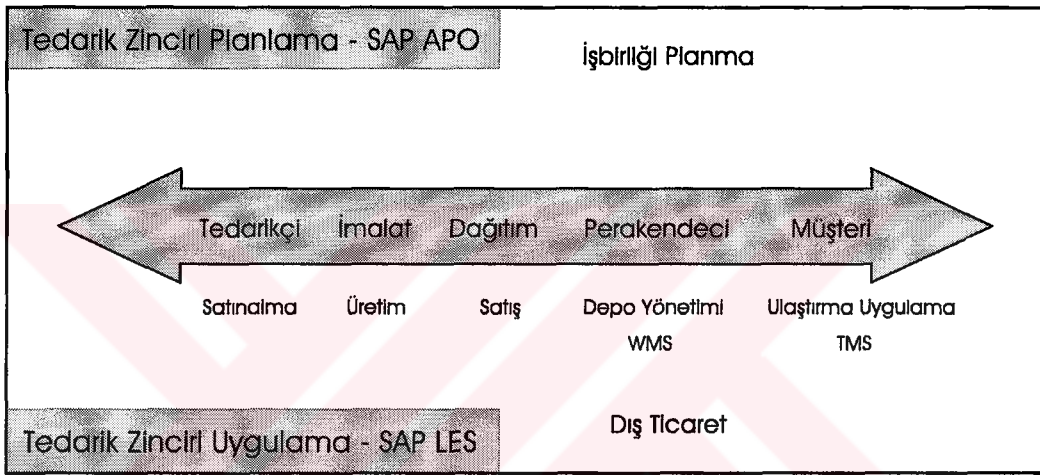 Tedarik Zinciri Planlama - SAP APO
İşbirliği Planma
Tedarikçi İmalat Dağıtım Perakendeci Müşteri
Satınalma Üretim Satış Depo Yönetimi Ulaştırma Uygulama
WMS TMS
Dış Ticaret
Tedarik Zinciri Uygulama - SAP LES